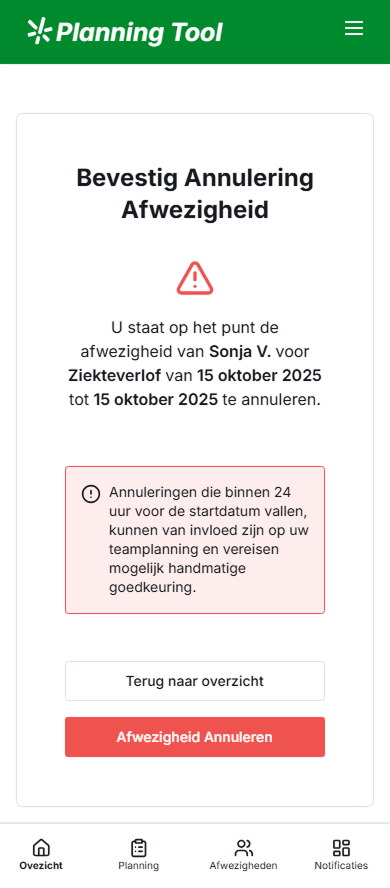 Planning Tool
Bevestig Annulering
Afwezigheid
U staat op het punt de
afwezigheid van Sonja V. voor
Ziekteverlof van 15 oktober 2025
tot 15 oktober 2025 te annuleren.
Annuleringen die binnen 24
uur voor de startdatum vallen,
kunnen van invloed zijn op uw
teamplanning en vereisen
mogelijk handmatige
goedkeuring.
Terug naar overzicht
Afwezigheid Annuleren
Ovezicht
Planning
Afwezigheden
Notificaties